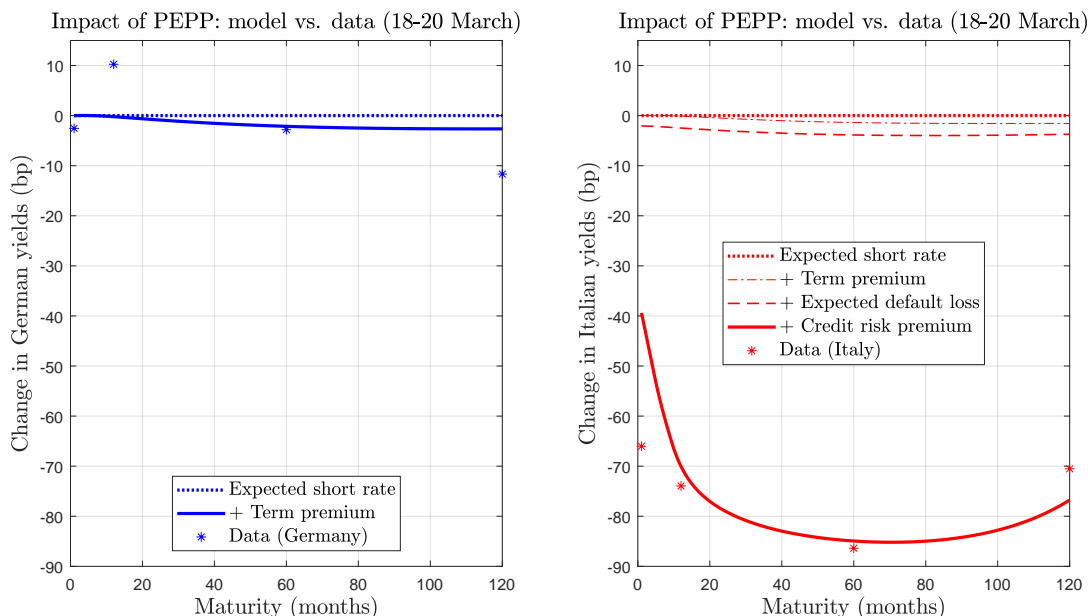 Impact of PEPP: model vs. data (18-20 March)
Change in German yields (bp)
10
0
-10
-20
-30
-40
-50
-60
-70
-80
-90
Expected short rate
+ Term premium
Data (Germany)
0 20 40 60 80 100 120
Maturity (months)
Impact of PEPP: model vs. data (18-20 March)
Change in Italian yields (bp)
10
0
-10
-20
-30
-40
-50
-60
-70
-80
-90
Expected short rate
+ Term premium
+ Expected default loss
+ Credit risk premium
Data (Italy)
0 20 40 60 80 100 120
Maturity (months)